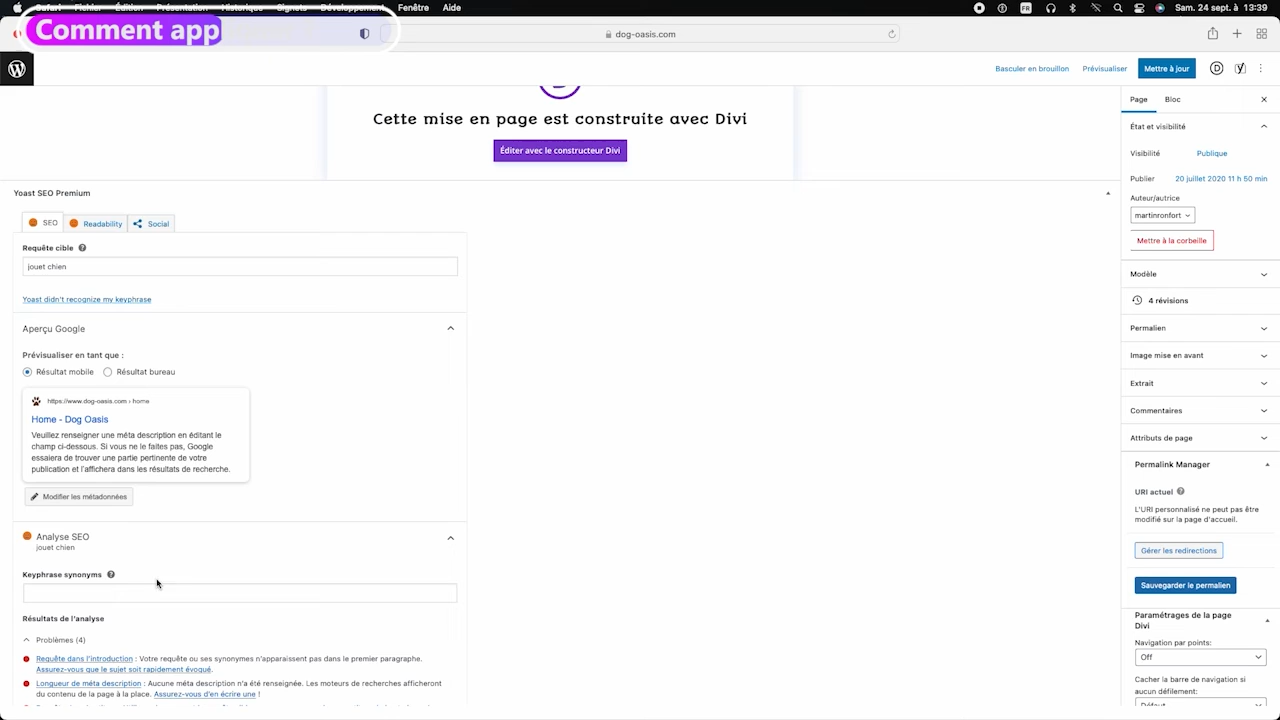 Safari Fichier Édition Présentation Historique Signets Développement Fenêtre Aide
FR
Sam. 24 sept. à
Comment app
dog-oasis.com
Basculer en brouillon
Prévisualiser
Mettre à jour
Page
Bloc
Cette mise en page est construite avec Divi
Éditer avec le constructeur Divi
État et visibilité
Visibilité
Publique
Publier
20 juillet 2020 11 h 50 min
Auteur/autrice
martinronfort
Mettre à la corbeille
Modèle
4 révisions
Permalien
Image mise en avant
Extrait
Commentaires
Attributs de page
Permalink Manager
URI actuel
L'URI personnalisé ne peut pas être
modifié sur la page d'accueil.
Gérer les redirections
Sauvegarder le permalien
Paramétrages de la page
Divi
Navigation par points:
Off
Cacher la barre de navigation si
aucun défilement:
Défaut
Yoast SEO Premium
SEO
Readability
Social
Requête cible
jouet chien
Yoast didn't recognize my keyphrase
Aperçu Google
Prévisualiser en tant que :
Résultat mobile
Résultat bureau
https://www.dog-oasis.com › home
Home - Dog Oasis
Veuillez renseigner une méta description en éditant le
champ ci-dessous. Si vous ne le faites pas, Google
essaiera de trouver une partie pertinente de votre
publication et l'affichera dans les résultats de recherche.
Modifier les métadonnées
Analyse SEO
jouet chien
Keyphrase synonyms
Résultats de l'analyse
Problèmes (4)
Requête dans l'introduction : Votre requête ou ses synonymes n'apparaissent pas dans le premier paragraphe.
Assurez-vous que le sujet soit rapidement évoqué.
Longueur de méta description : Aucune méta description n'a été renseignée. Les moteurs de recherches afficheront
du contenu de la page à la place. Assurez-vous d'en écrire une !